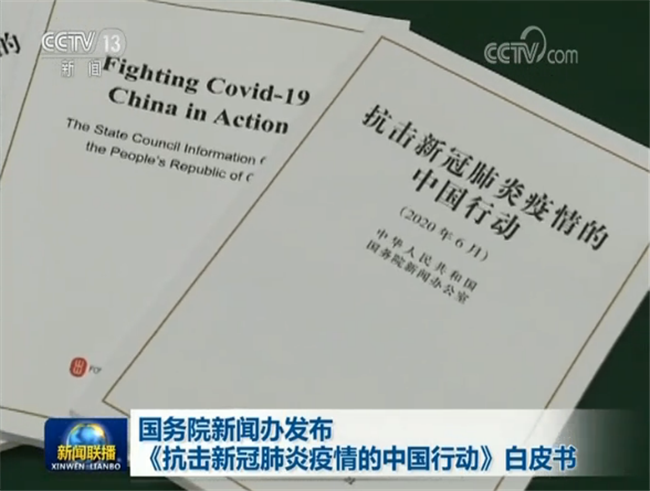 CCTV 13
新闻
CCTV.com
的
Fighting Covid-19
China in Action
The State Council Information
the People's Republic of
抗击新冠肺炎疫情的
中国行动
(2020年6月)
中华人民共和国
国务院新闻办公室
新闻联播
XINWEN LIANBO
国务院新闻办发布
《抗击新冠肺炎疫情的中国行动》白皮书